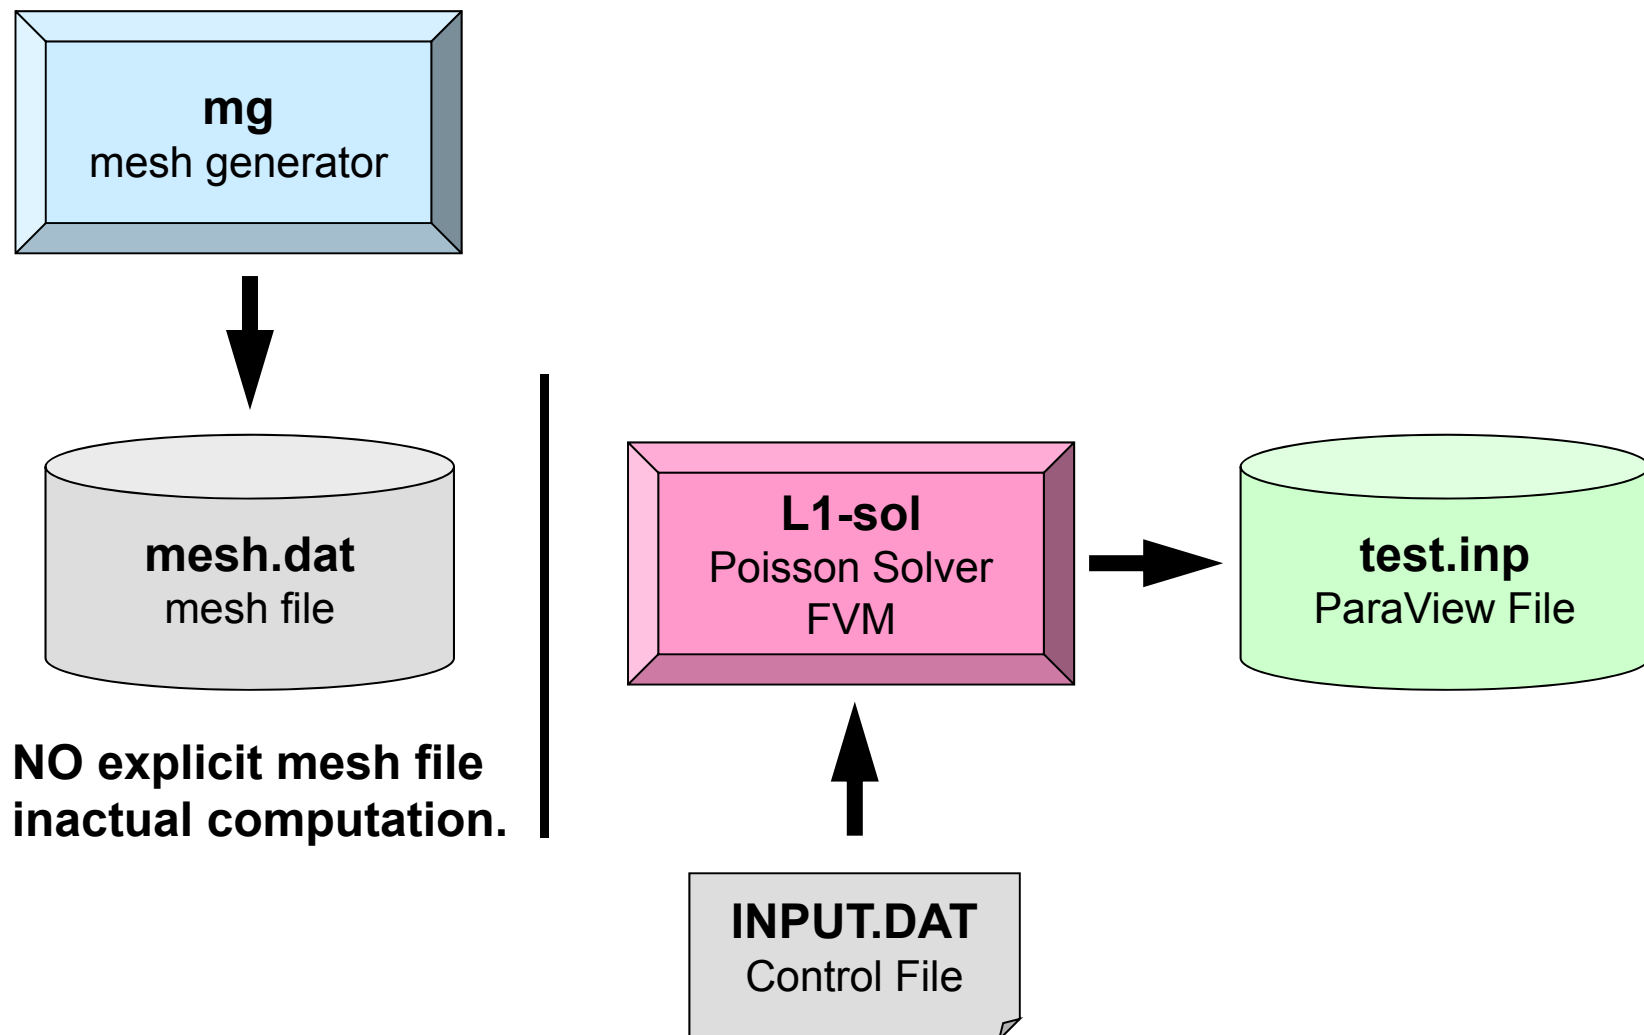 mg
mesh generator
mesh.dat
mesh file
NO explicit mesh file
inactual computation.
L1-sol
Poisson Solver
FVM
test.inp
ParaView File
INPUT.DAT
Control File